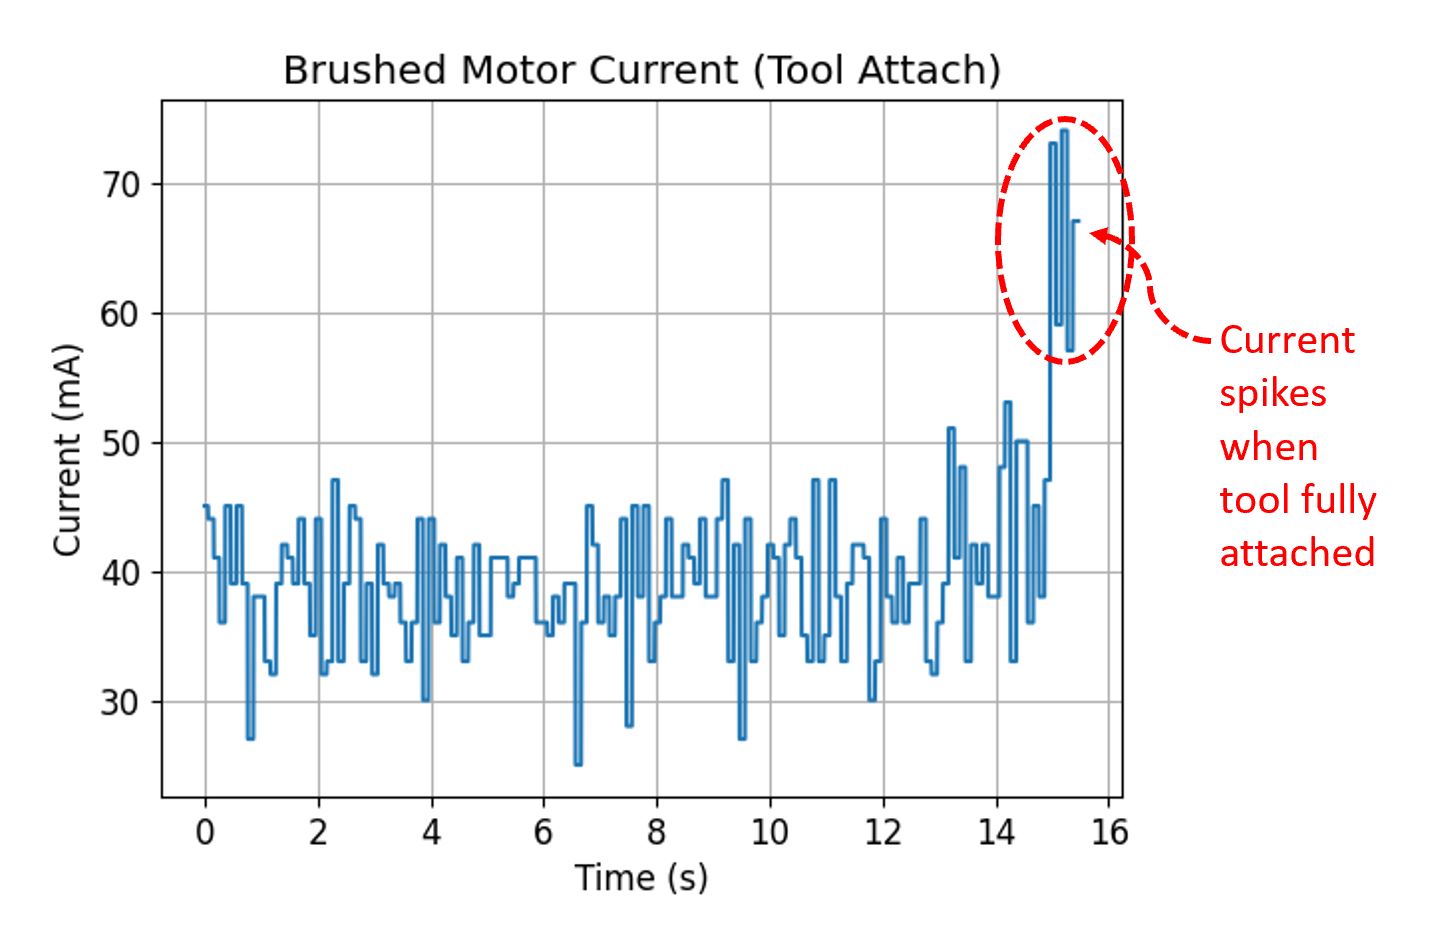 Brushed Motor Current (Tool Attach)
70
60
50
40
30
Current (mA)
0 2 4 6 8 10 12 14 16
Time (s)
Current
spikes
when
tool fully
attached